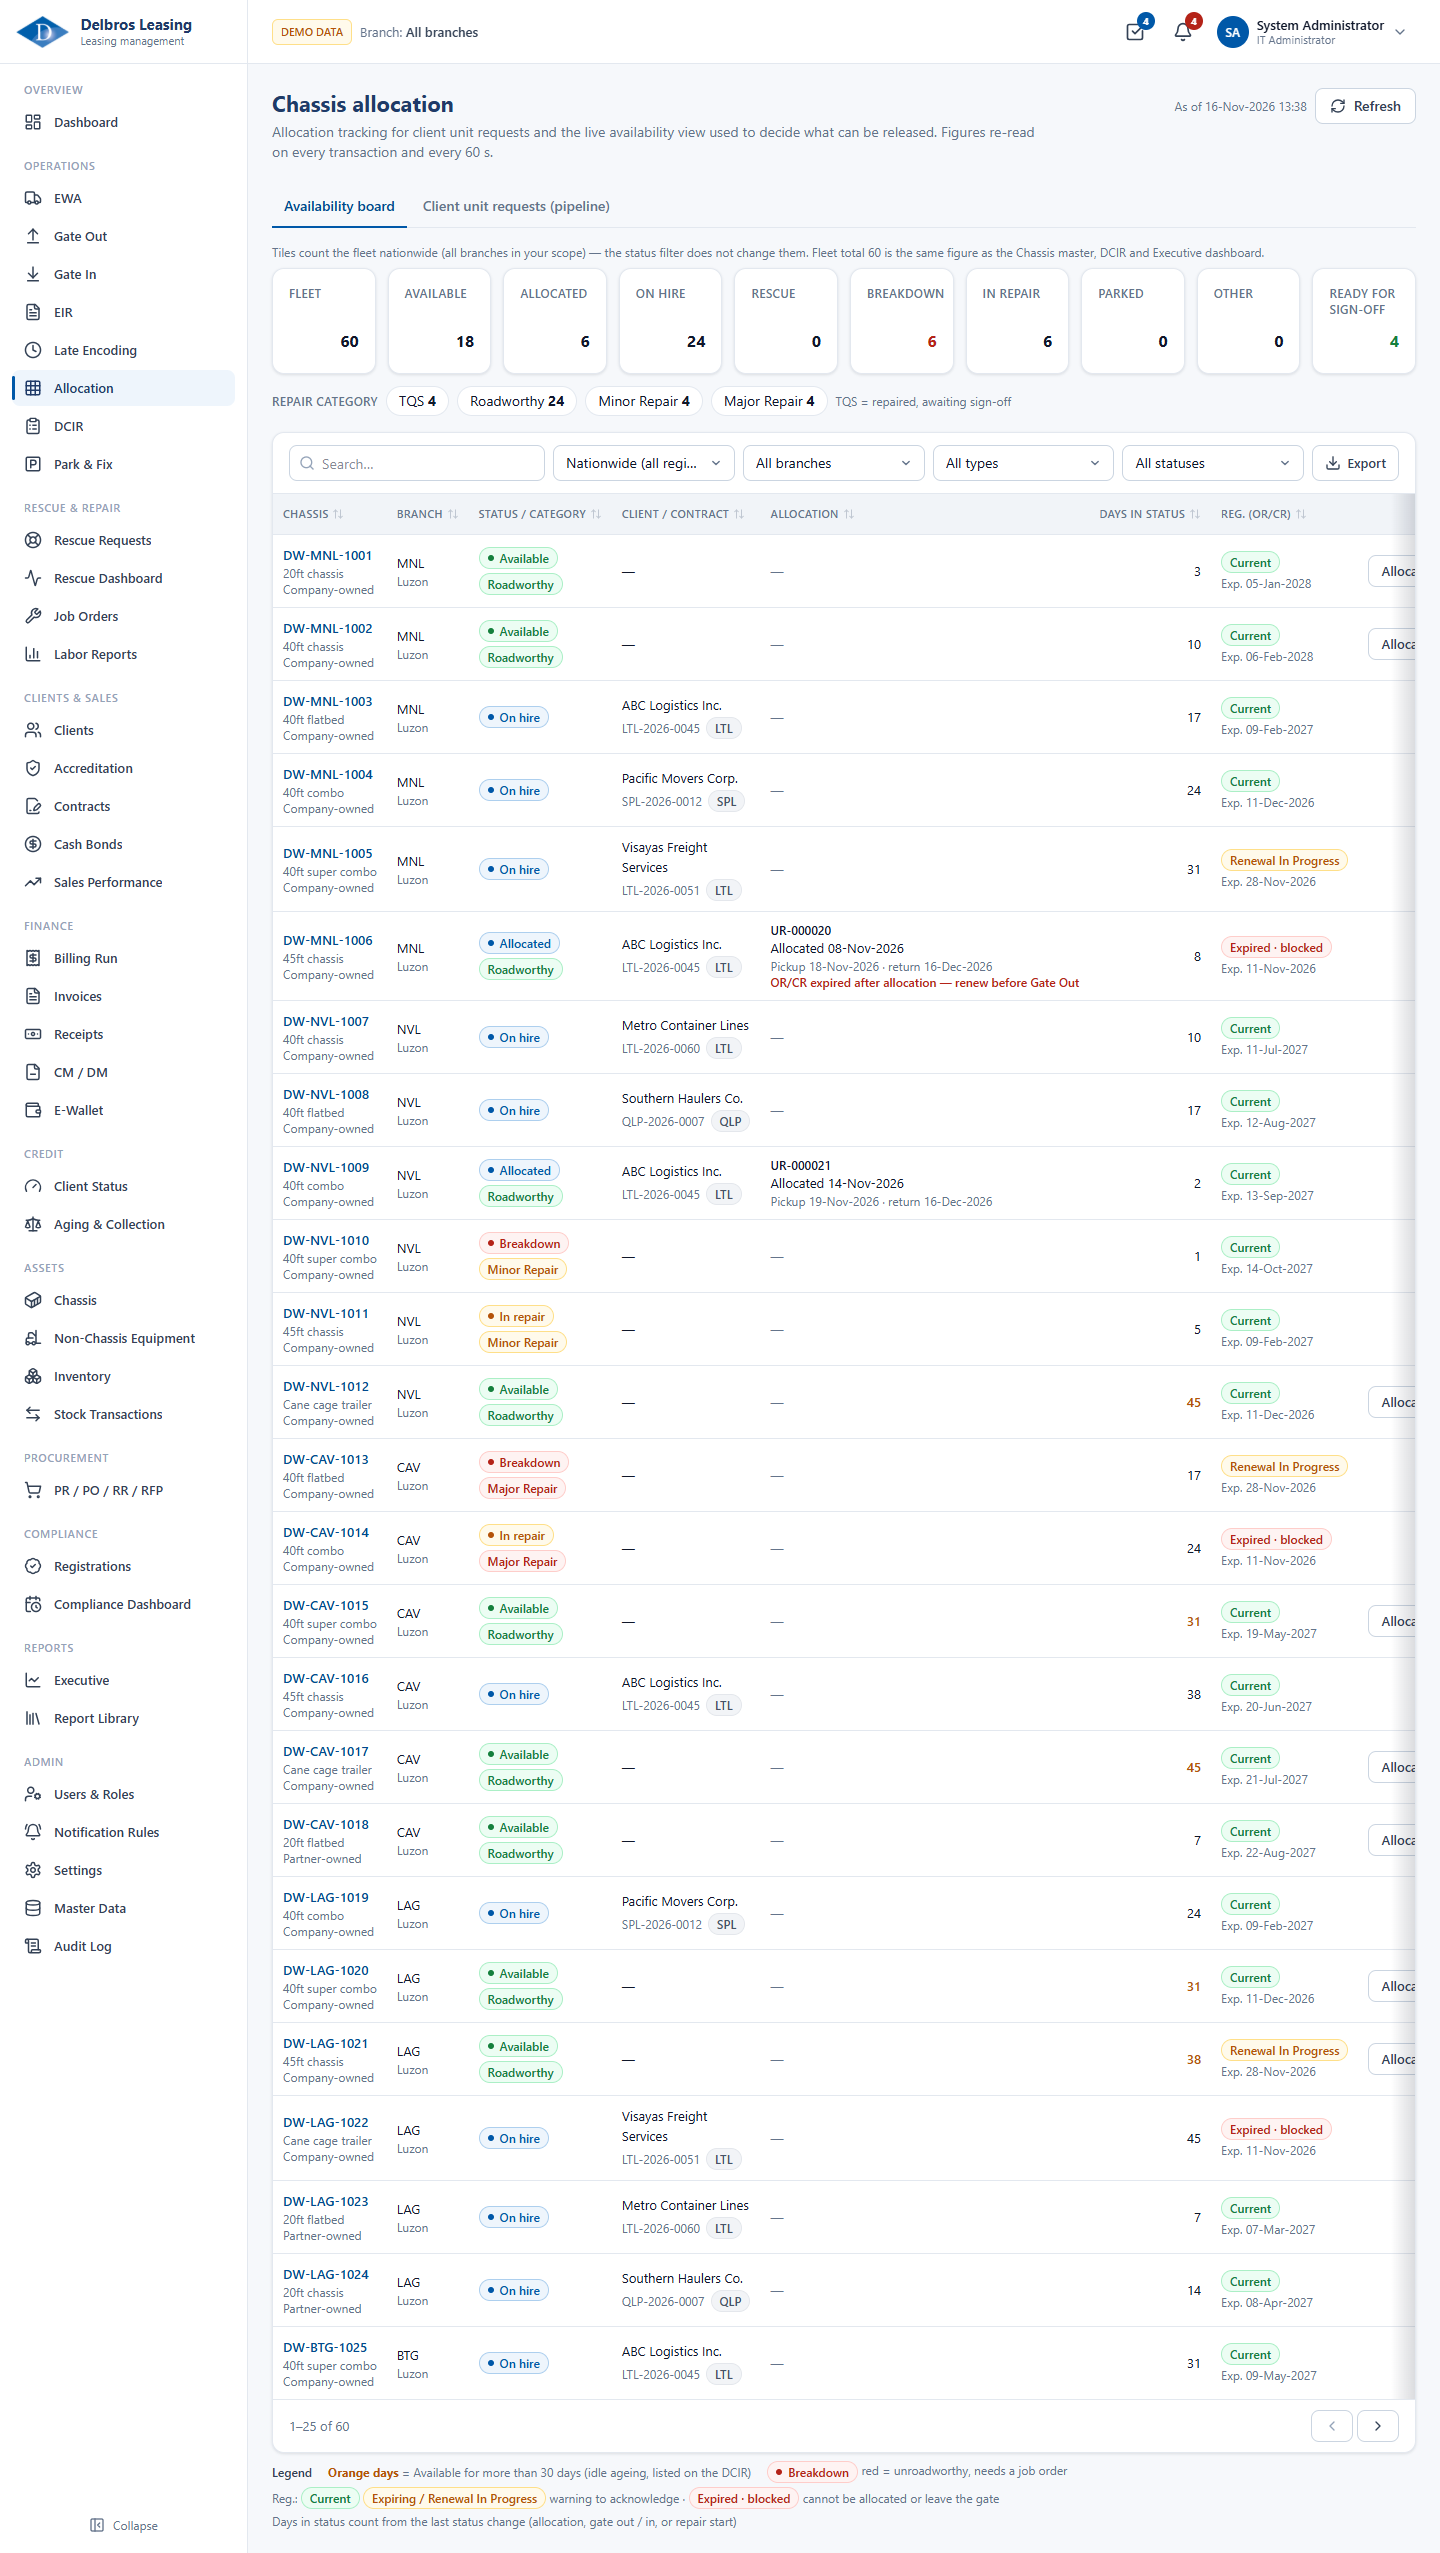 Delbros Leasing
Leasing management
DEMO DATA
Branch: All branches
4
4
SA
System Administrator
IT Administrator
OVERVIEW
Dashboard
OPERATIONS
EWA
Gate Out
Gate In
EIR
Late Encoding
Allocation
DCIR
Park & Fix
RESCUE & REPAIR
Rescue Requests
Rescue Dashboard
Job Orders
Labor Reports
CLIENTS & SALES
Clients
Accreditation
Contracts
Cash Bonds
Sales Performance
FINANCE
Billing Run
Invoices
Receipts
CM / DM
E-Wallet
CREDIT
Client Status
Aging & Collection
ASSETS
Chassis
Non-Chassis Equipment
Inventory
Stock Transactions
PROCUREMENT
PR / PO / RR / RFP
COMPLIANCE
Registrations
Compliance Dashboard
REPORTS
Executive
Report Library
ADMIN
Users & Roles
Notification Rules
Settings
Master Data
Audit Log
Collapse
Chassis allocation
Allocation tracking for client unit requests and the live availability view used to decide what can be released. Figures re-read
on every transaction and every 60 s.
As of 16-Nov-2026 13:38
Refresh
Availability board
Client unit requests (pipeline)
Tiles count the fleet nationwide (all branches in your scope) — the status filter does not change them. Fleet total 60 is the same figure as the Chassis master, DCIR and Executive dashboard.
FLEET 60
AVAILABLE 18
ALLOCATED 6
ON HIRE 24
RESCUE 0
BREAKDOWN 6
IN REPAIR 6
PARKED 0
OTHER 0
READY FOR SIGN-OFF 4
REPAIR CATEGORY TQS 4 Roadworthy 24 Minor Repair 4 Major Repair 4 TQS = repaired, awaiting sign-off
Search... Nationwide (all regi... All branches All types All statuses Export
CHASSIS BRANCH STATUS / CATEGORY CLIENT / CONTRACT ALLOCATION DAYS IN STATUS REG. (OR/CR)
DW-MNL-1001 MNL Available — — 3 Current Alloca
20ft chassis Luzon Roadworthy Exp. 05-Jan-2028
Company-owned
DW-MNL-1002 MNL Available — — 10 Current Alloca
40ft chassis Luzon Roadworthy Exp. 06-Feb-2028
Company-owned
DW-MNL-1003 MNL On hire ABC Logistics Inc. — 17 Current
40ft flatbed Luzon LTL-2026-0045 LTL Exp. 09-Feb-2027
Company-owned
DW-MNL-1004 MNL On hire Pacific Movers Corp. — 24 Current
40ft combo Luzon SPL-2026-0012 SPL Exp. 11-Dec-2026
Company-owned
DW-MNL-1005 MNL On hire Visayas Freight Services — 31 Renewal In Progress
40ft super combo Luzon LTL-2026-0051 LTL Exp. 28-Nov-2026
Company-owned
DW-MNL-1006 MNL Allocated ABC Logistics Inc. UR-000020 8 Expired · blocked
45ft chassis Luzon Roadworthy LTL-2026-0045 LTL Allocated 08-Nov-2026 Exp. 11-Nov-2026
Company-owned Pickup 18-Nov-2026 · return 16-Dec-2026
OR/CR expired after allocation — renew before Gate Out
DW-NVL-1007 NVL On hire Metro Container Lines — 10 Current
40ft chassis Luzon LTL-2026-0060 LTL Exp. 11-Jul-2027
Company-owned
DW-NVL-1008 NVL On hire Southern Haulers Co. — 17 Current
40ft flatbed Luzon QLP-2026-0007 QLP Exp. 12-Aug-2027
Company-owned
DW-NVL-1009 NVL Allocated ABC Logistics Inc. UR-000021 2 Current
40ft combo Luzon Roadworthy LTL-2026-0045 LTL Allocated 14-Nov-2026 Exp. 13-Sep-2027
Company-owned Pickup 19-Nov-2026 · return 16-Dec-2026
DW-NVL-1010 NVL Breakdown — — 1 Current
40ft super combo Luzon Minor Repair Exp. 14-Oct-2027
Company-owned
DW-NVL-1011 NVL In repair — — 5 Current
45ft chassis Luzon Minor Repair Exp. 09-Feb-2027
Company-owned
DW-NVL-1012 NVL Available — — 45 Current Alloca
Cane cage trailer Luzon Roadworthy Exp. 11-Dec-2026
Company-owned
DW-CAV-1013 CAV Breakdown — — 17 Renewal In Progress
40ft flatbed Luzon Major Repair Exp. 28-Nov-2026
Company-owned
DW-CAV-1014 CAV In repair — — 24 Expired · blocked
40ft combo Luzon Major Repair Exp. 11-Nov-2026
Company-owned
DW-CAV-1015 CAV Available — — 31 Current Alloca
40ft super combo Luzon Roadworthy Exp. 19-May-2027
Company-owned
DW-CAV-1016 CAV On hire ABC Logistics Inc. — 38 Current
45ft chassis Luzon LTL-2026-0045 LTL Exp. 20-Jun-2027
Company-owned
DW-CAV-1017 CAV Available — — 45 Current Alloca
Cane cage trailer Luzon Roadworthy Exp. 21-Jul-2027
Company-owned
DW-CAV-1018 CAV Available — — 7 Current Alloca
20ft flatbed Luzon Roadworthy Exp. 22-Aug-2027
Partner-owned
DW-LAG-1019 LAG On hire Pacific Movers Corp. — 24 Current
40ft combo Luzon SPL-2026-0012 SPL Exp. 09-Feb-2027
Company-owned
DW-LAG-1020 LAG Available — — 31 Current Alloca
40ft super combo Luzon Roadworthy Exp. 11-Dec-2026
Company-owned
DW-LAG-1021 LAG Available — — 38 Renewal In Progress Alloca
45ft chassis Luzon Roadworthy Exp. 28-Nov-2026
Company-owned
DW-LAG-1022 LAG On hire Visayas Freight Services — 45 Expired · blocked
Cane cage trailer Luzon LTL-2026-0051 LTL Exp. 11-Nov-2026
Company-owned
DW-LAG-1023 LAG On hire Metro Container Lines — 7 Current
20ft flatbed Luzon LTL-2026-0060 LTL Exp. 07-Mar-2027
Partner-owned
DW-LAG-1024 LAG On hire Southern Haulers Co. — 14 Current
20ft chassis Luzon QLP-2026-0007 QLP Exp. 08-Apr-2027
Partner-owned
DW-BTG-1025 BTG On hire ABC Logistics Inc. — 31 Current
40ft super combo Luzon LTL-2026-0045 LTL Exp. 09-May-2027
Company-owned
1–25 of 60
Legend Orange days = Available for more than 30 days (idle ageing, listed on the DCIR) Breakdown red = unroadworthy, needs a job order
Reg.: Current Expiring / Renewal In Progress warning to acknowledge · Expired · blocked cannot be allocated or leave the gate
Days in status count from the last status change (allocation, gate out / in, or repair start)